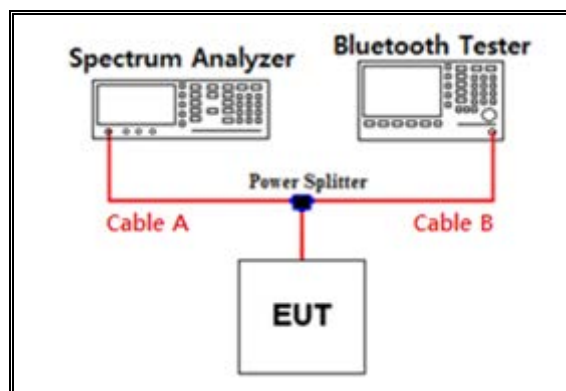 Spectrum Analyzer
Bluetooth Tester
Power Splitter
Cable A
Cable B
EUT